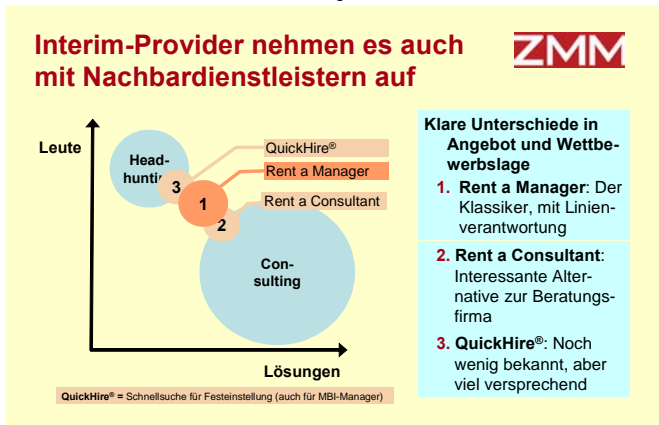 Interim-Provider nehmen es auch
mit Nachbardienstleistern auf
ZMM
Leute
Head-
hunting
3
1
2
QuickHire®
Rent a Manager
Rent a Consultant
Con-
sulting
Lösungen
QuickHire® = Schnellsuche für Festeinstellung (auch für MBI-Manager)
Klare Unterschiede in
Angebot und Wettbe-
werbslage
1. Rent a Manager: Der
Klassiker, mit Linien-
verantwortung
2. Rent a Consultant:
Interessante Alter-
native zur Beratungs-
firma
3. QuickHire®: Noch
wenig bekannt, aber
viel versprechend